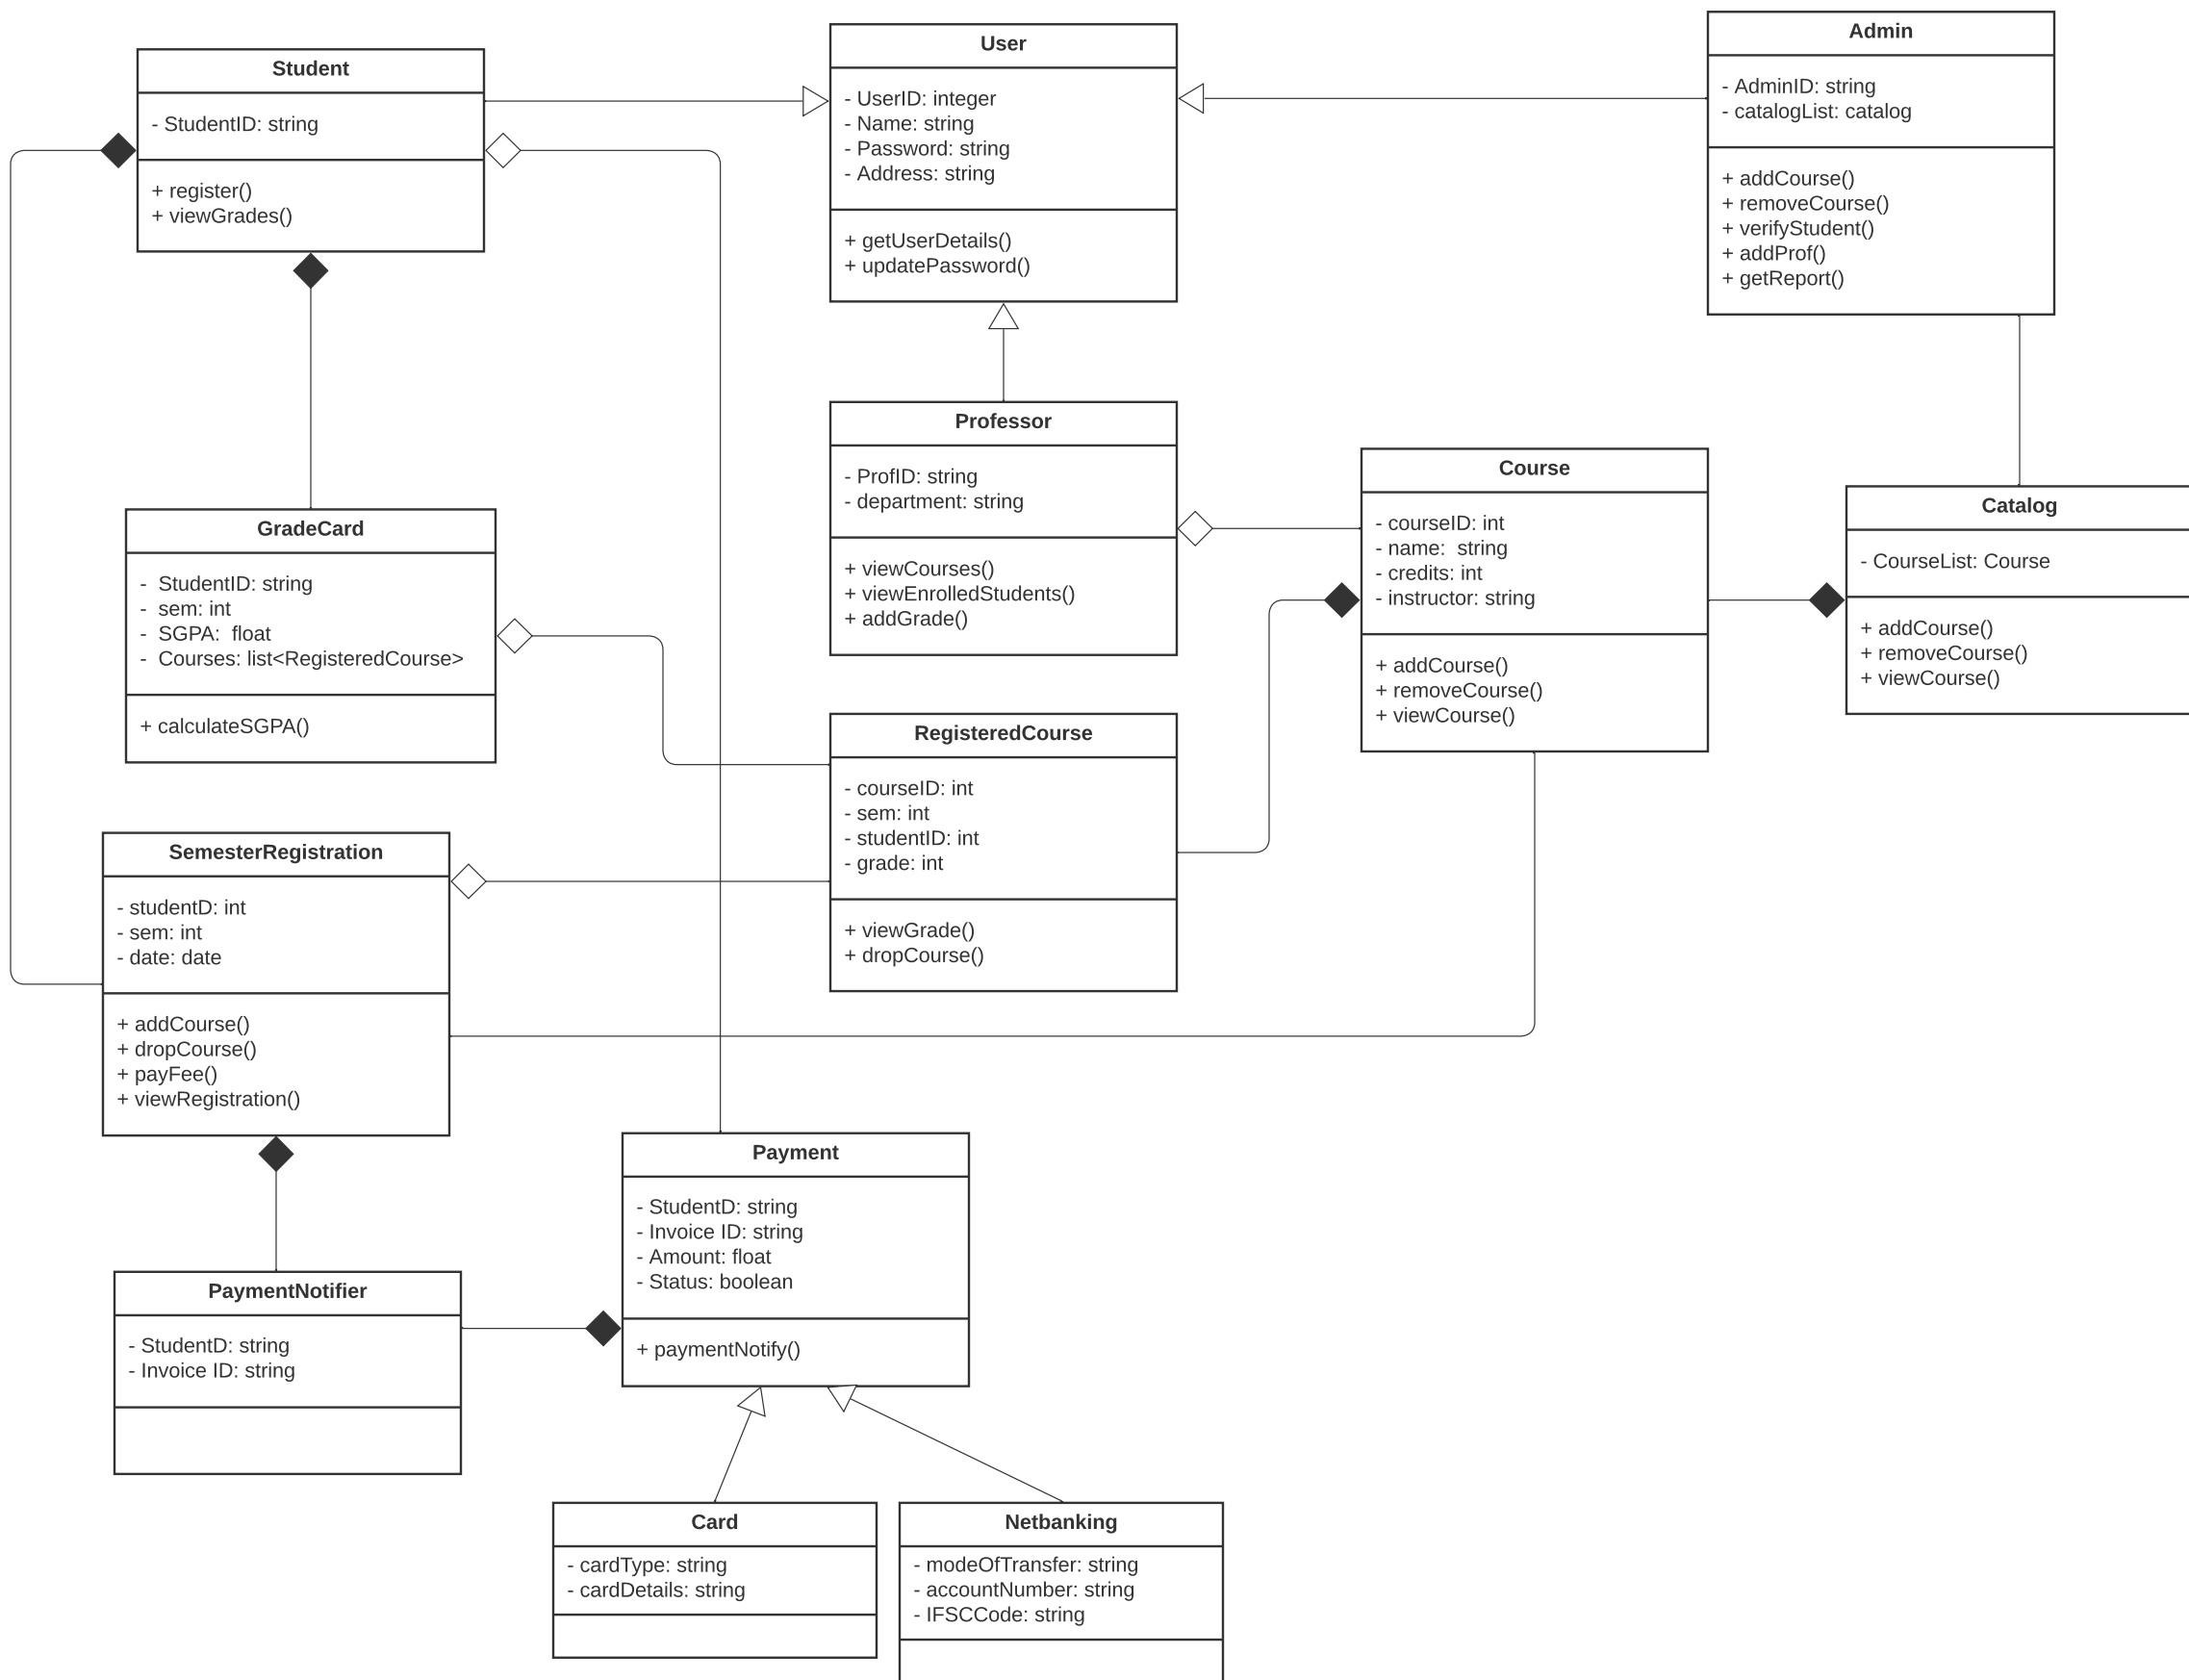 Student
- StudentID: string
+ register()
+ viewGrades()
User
- UserID: integer
- Name: string
- Password: string
- Address: string
+ getUserDetails()
+ updatePassword()
Admin
- AdminID: string
- catalogList: catalog
+ addCourse()
+ removeCourse()
+ verifyStudent()
+ addProf()
+ getReport()
Professor
- ProfID: string
- department: string
+ viewCourses()
+ viewEnrolledStudents()
+ addGrade()
Course
- courseID: int
- name:  string
- credits: int
- instructor: string
+ addCourse()
+ removeCourse()
+ viewCourse()
Catalog
- CourseList: Course
+ addCourse()
+ removeCourse()
+ viewCourse()
GradeCard
-  StudentID: string
-  sem: int
-  SGPA:  float
-  Courses: list<RegisteredCourse>
+ calculateSGPA()
RegisteredCourse
- courseID: int
- sem: int
- studentID: int
- grade: int
+ viewGrade()
+ dropCourse()
SemesterRegistration
- studentD: int
- sem: int
- date: date
+ addCourse()
+ dropCourse()
+ payFee()
+ viewRegistration()
Payment
- StudentD: string
- Invoice ID: string
- Amount: float
- Status: boolean
+ paymentNotify()
PaymentNotifier
- StudentD: string
- Invoice ID: string
Card
- cardType: string
- cardDetails: string
Netbanking
- modeOfTransfer: string
- accountNumber: string
- IFSCCode: string